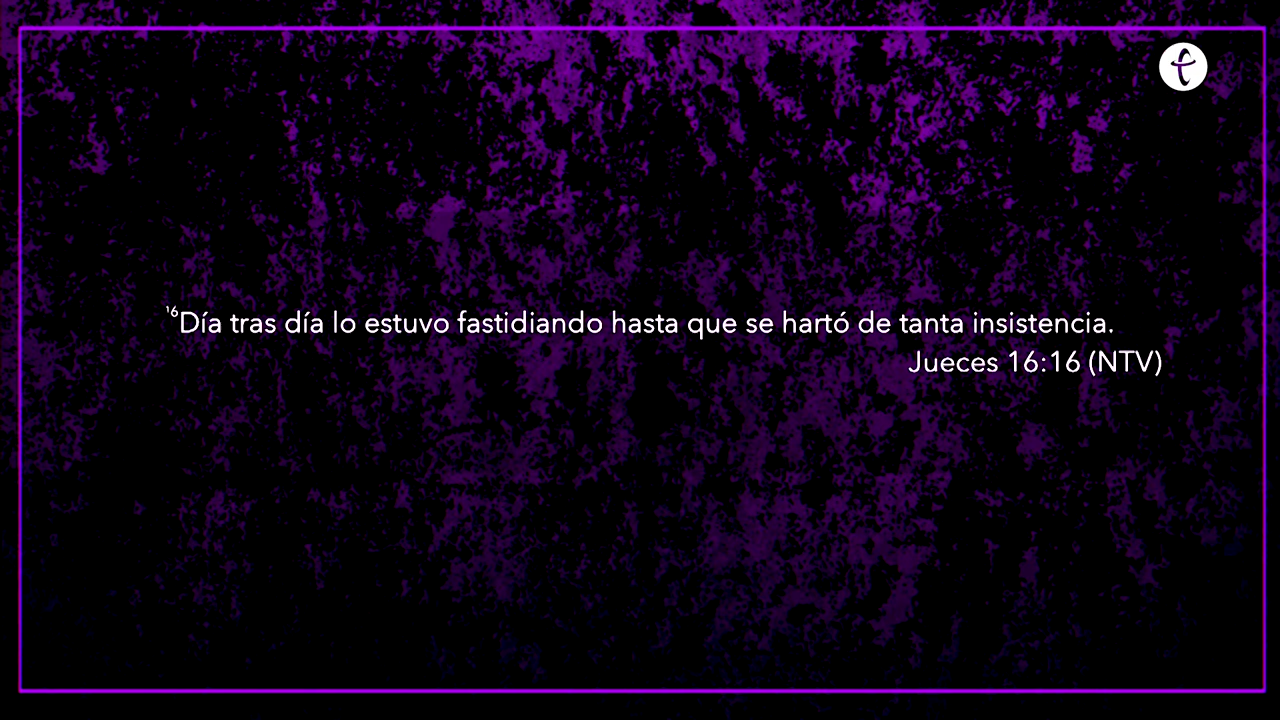 ¹⁶Día tras día lo estuvo fastidiando hasta que se hartó de tanta insistencia.
Jueces 16:16 (NTV)